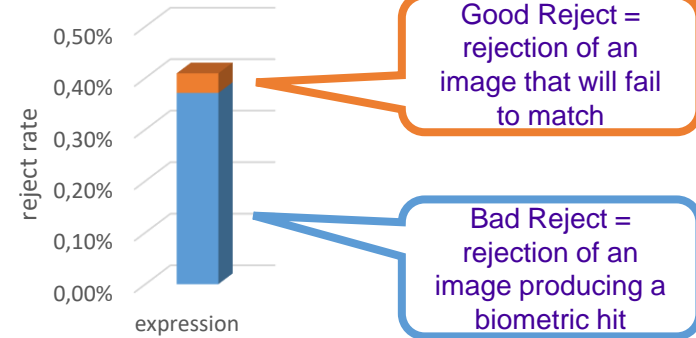 0,50%
0,40%
0,30%
0,20%
0,10%
0,00%
reject rate
expression
Good Reject =
rejection of an
image that will fail
to match
Bad Reject =
rejection of an
image producing a
biometric hit